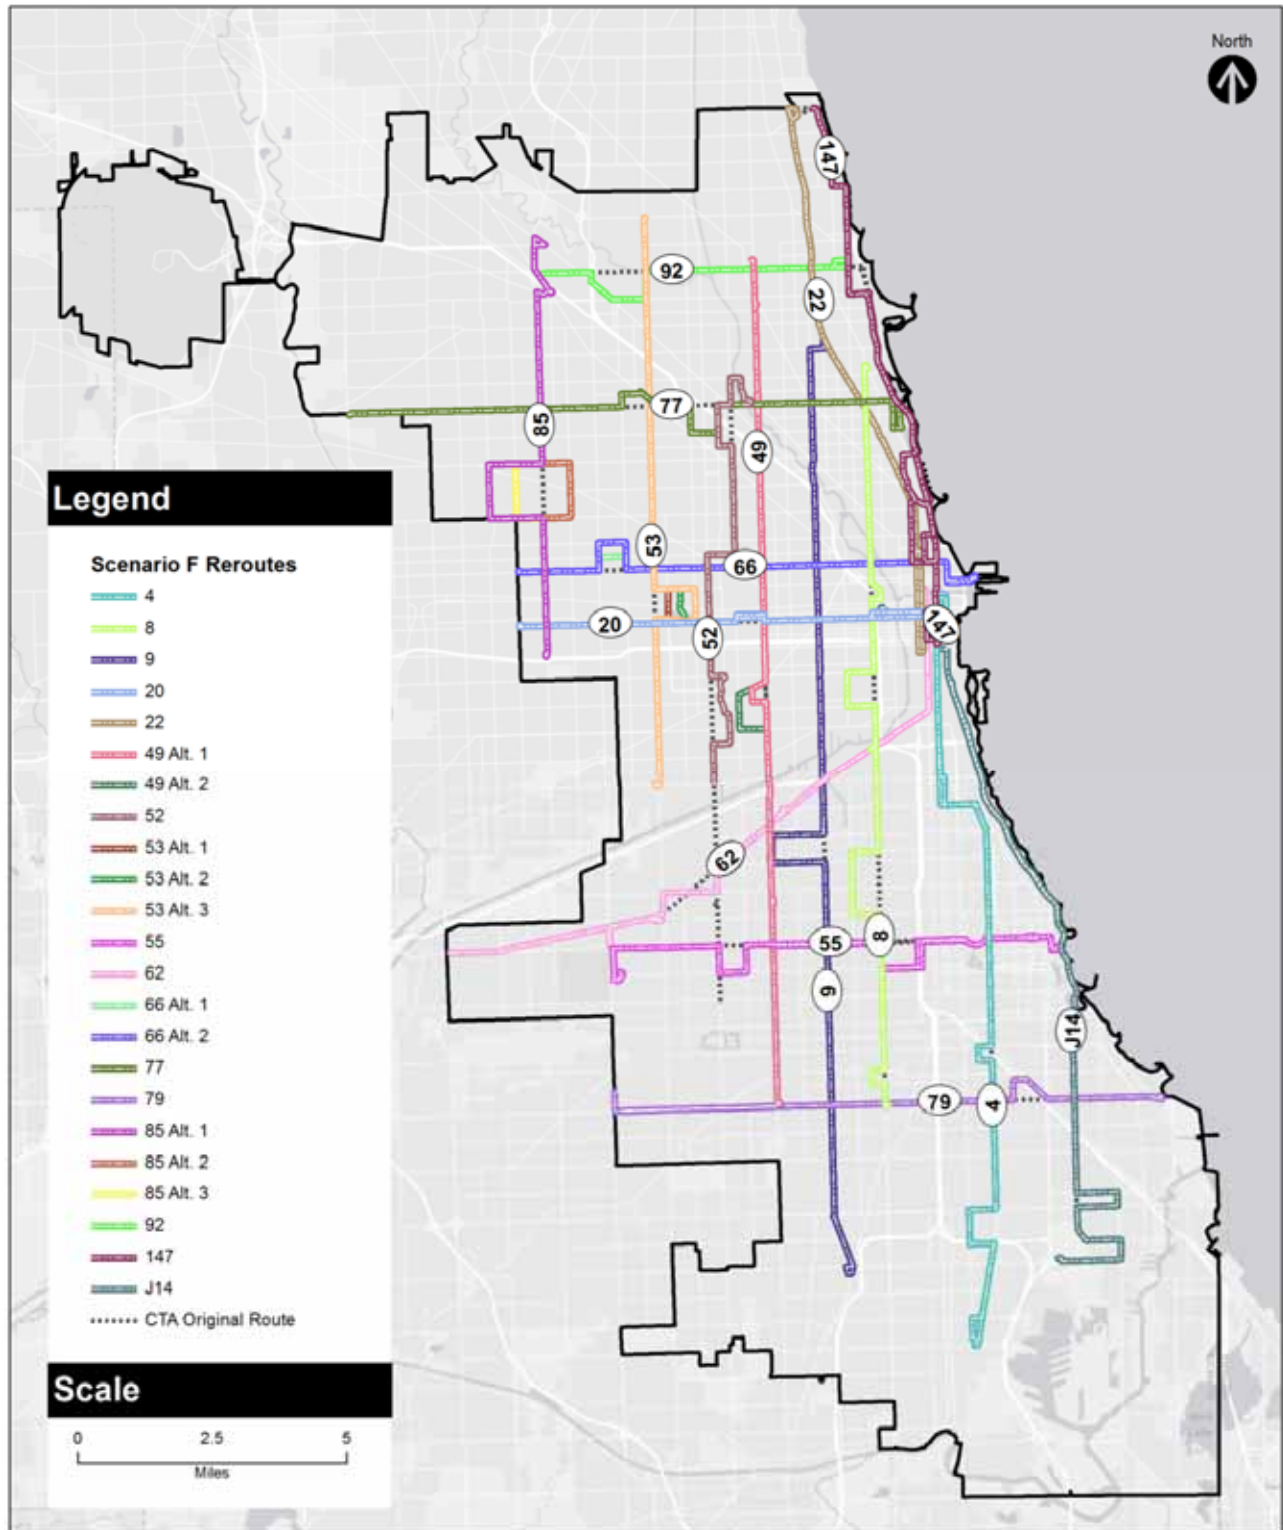 North
147
92
22
77
85
49
53
66
20
52
147
62
55
8
9
J14
79
4
Legend
Scenario F Reroutes
4
8
9
20
22
49 Alt. 1
49 Alt. 2
52
53 Alt. 1
53 Alt. 2
53 Alt. 3
55
62
66 Alt. 1
66 Alt. 2
77
79
85 Alt. 1
85 Alt. 2
85 Alt. 3
92
147
J14
CTA Original Route
Scale
0 2.5 5
Miles